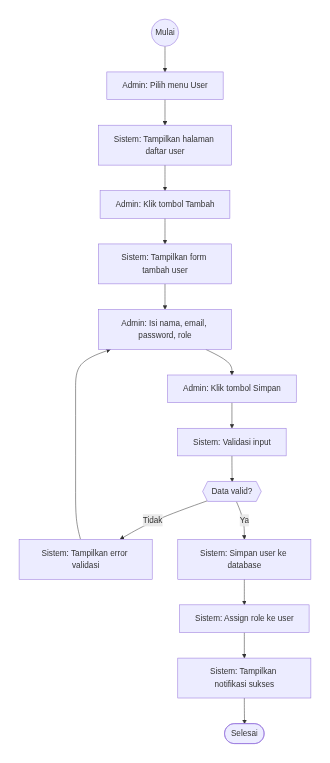 Mulai
Admin: Pilih menu User
Sistem: Tampilkan halaman
daftar user
Admin: Klik tombol Tambah
Sistem: Tampilkan form
tambah user
Admin: Isi nama, email,
password, role
Admin: Klik tombol Simpan
Sistem: Validasi input
Data valid?
Tidak
Ya
Sistem: Tampilkan error
validasi
Sistem: Simpan user ke
database
Sistem: Assign role ke user
Sistem: Tampilkan
notifikasi sukses
Selesai